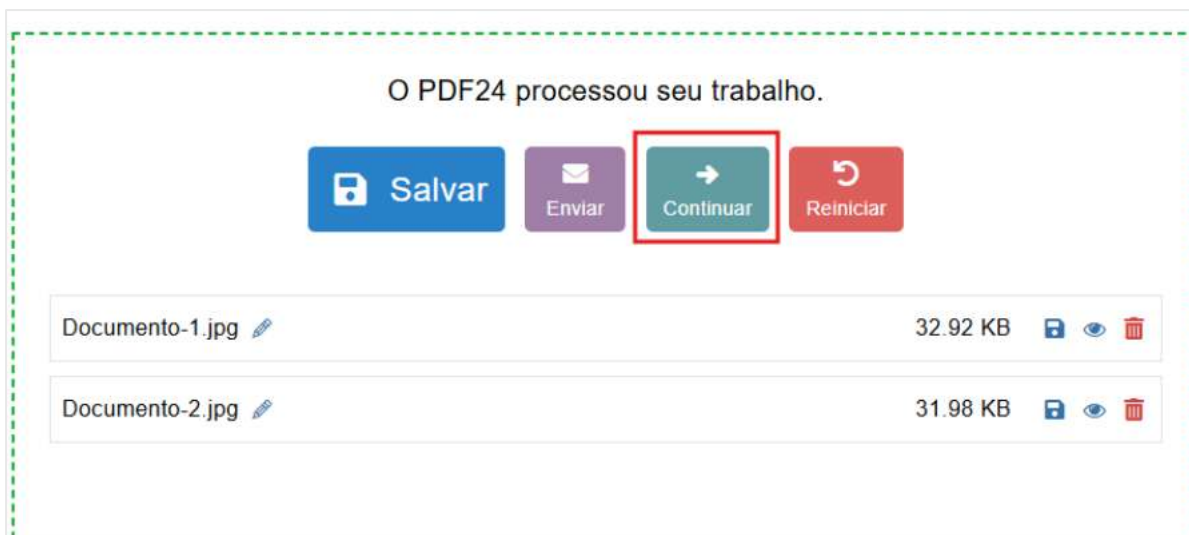 O PDF24 processou seu trabalho.
Salvar
Enviar
Continuar
Reiniciar
Documento-1.jpg 32.92 KB
Documento-2.jpg 31.98 KB